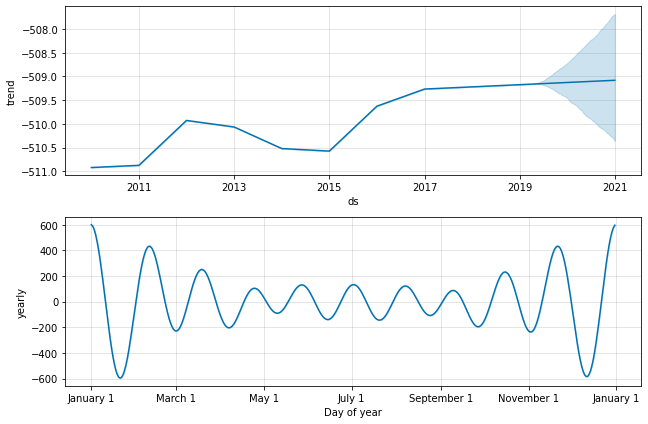 −508.0
−508.5
−509.0
−509.5
−510.0
−510.5
−511.0
trend
2011 2013 2015 2017 2019 2021
ds
600
400
200
0
−200
−400
−600
yearly
January 1 March 1 May 1 July 1 September 1 November 1 January 1
Day of year